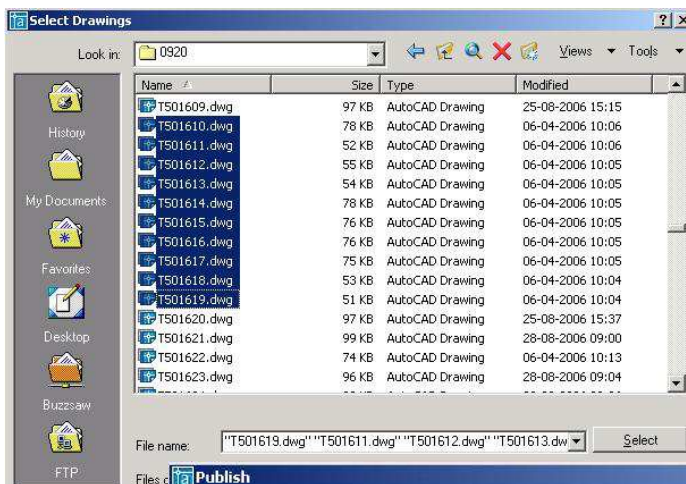 Select Drawings
Look in: 0920 Views Tools
Name Size Type Modified
T501609.dwg 97 KB AutoCAD Drawing 25-08-2006 15:15
T501610.dwg 78 KB AutoCAD Drawing 06-04-2006 10:06
T501611.dwg 52 KB AutoCAD Drawing 06-04-2006 10:06
T501612.dwg 55 KB AutoCAD Drawing 06-04-2006 10:05
T501613.dwg 54 KB AutoCAD Drawing 06-04-2006 10:05
T501614.dwg 78 KB AutoCAD Drawing 06-04-2006 10:05
T501615.dwg 76 KB AutoCAD Drawing 06-04-2006 10:05
T501616.dwg 76 KB AutoCAD Drawing 06-04-2006 10:05
T501617.dwg 75 KB AutoCAD Drawing 06-04-2006 10:05
T501618.dwg 53 KB AutoCAD Drawing 06-04-2006 10:04
T501619.dwg 51 KB AutoCAD Drawing 06-04-2006 10:04
T501620.dwg 97 KB AutoCAD Drawing 25-08-2006 15:37
T501621.dwg 99 KB AutoCAD Drawing 28-08-2006 09:00
T501622.dwg 74 KB AutoCAD Drawing 06-04-2006 10:13
T501623.dwg 96 KB AutoCAD Drawing 28-08-2006 09:04
History
My Documents
Favorites
Desktop
Buzzsaw
FTP
File name: "T501619.dwg" "T501611.dwg" "T501612.dwg" "T501613.dw Select
Files
Publish